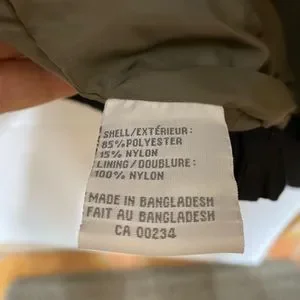 SHELL/EXTÉRIEUR:
85% POLYESTER
15% NYLON
LINING/DOUBLURE:
100% NYLON
MADE IN BANGLADESH
FAIT AU BANGLADESH
CA 00234